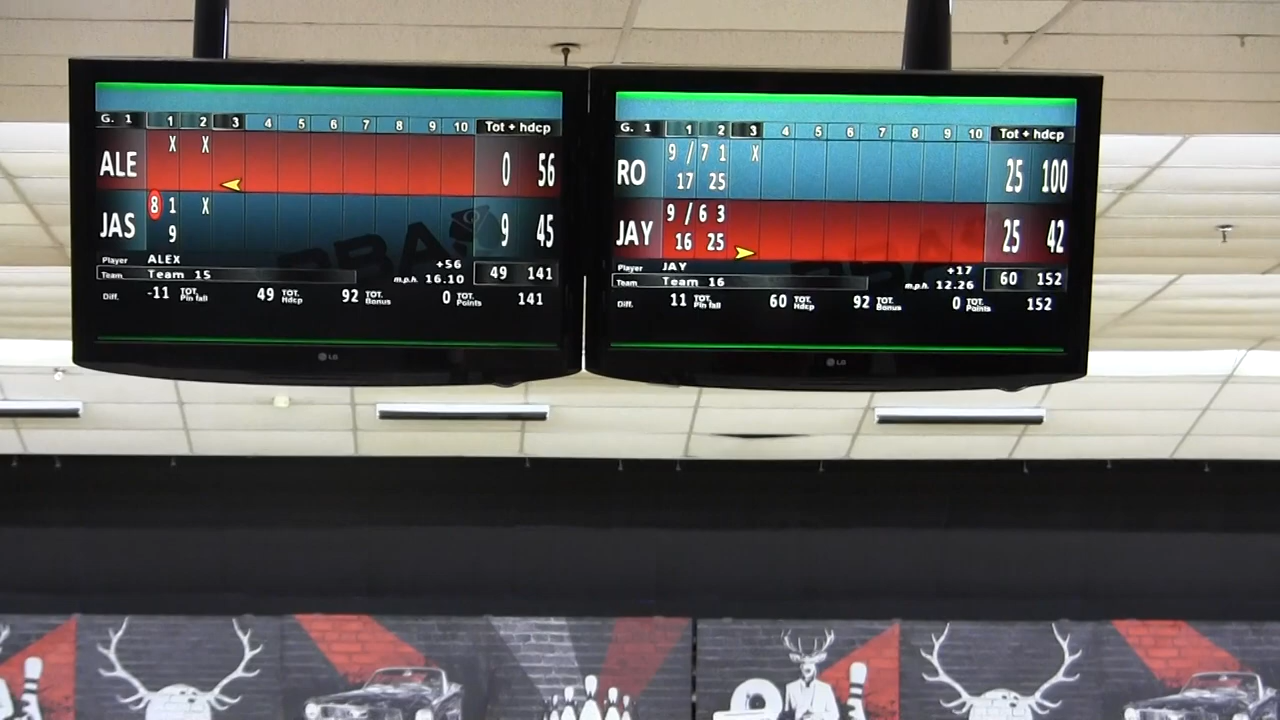 G. 1 1 2 3 4 5 6 7 8 9 10 Tot + hdcp
X X
ALE 0 56
8 1 X
JAS 9 9 45
Player ALEX +56
Team Team 15 m.p.h. 16.10 49 141
Diff. -11 TOT. Pin fall 49 TOT. Hdcp 92 TOT. Bonus 0 TOT. Points 141
LG
G. 1 1 2 3 4 5 6 7 8 9 10 Tot + hdcp
9 / 7 1 X
RO 17 25 25 100
9 / 6 3
JAY 16 25 25 42
Player JAY +17
Team Team 16 m.p.h. 12.26 60 152
Diff. 11 TOT. Pin fall 60 TOT. Hdcp 92 TOT. Bonus 0 TOT. Points 152
LG